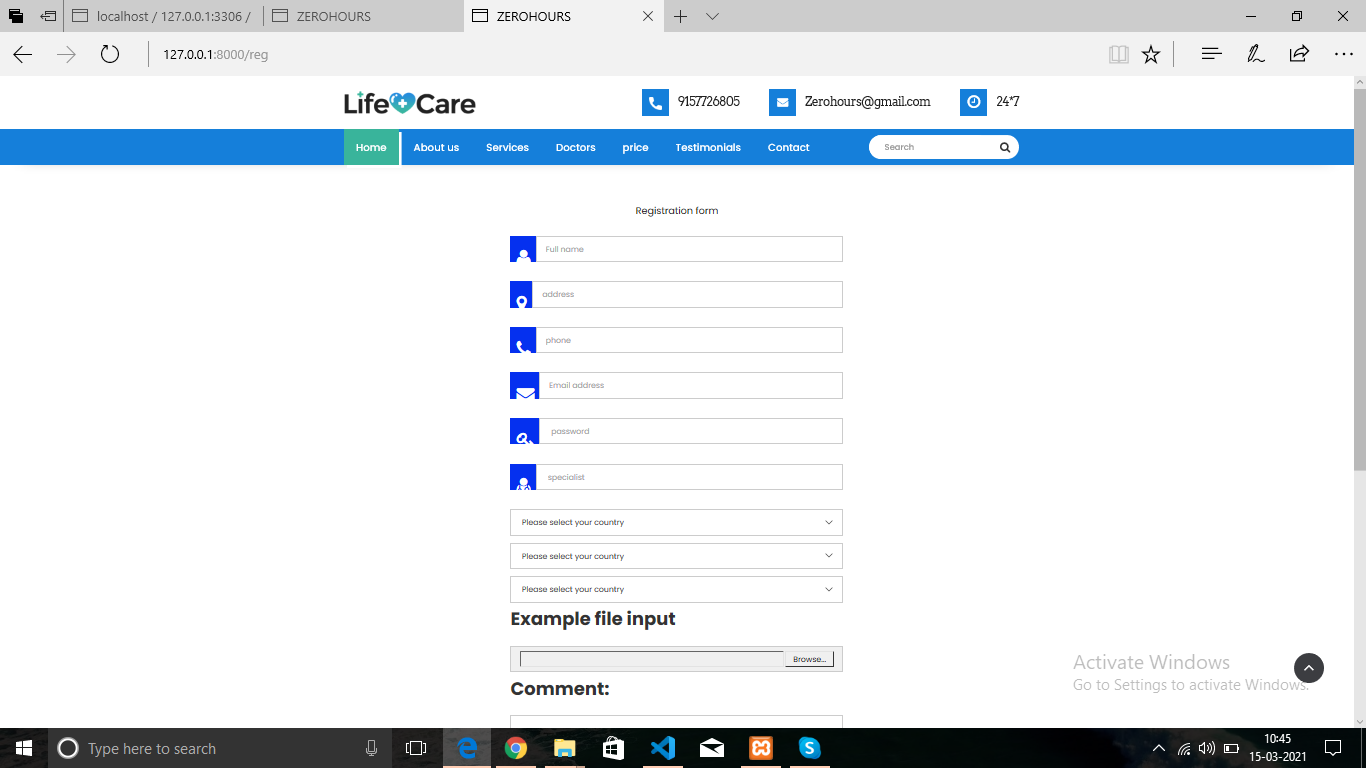 localhost / 127.0.0.1:3306 /
ZEROHOURS
ZEROHOURS
127.0.0.1:8000/reg
Life Care
9157726805
Zerohours@gmail.com
24*7
Home
About us
Services
Doctors
price
Testimonials
Contact
Search
Registration form
Full name
address
phone
Email address
password
specialist
Please select your country
Please select your country
Please select your country
Example file input
Browse...
Comment:
Activate Windows
Go to Settings to activate Windows.
Type here to search
10:45
15-03-2021